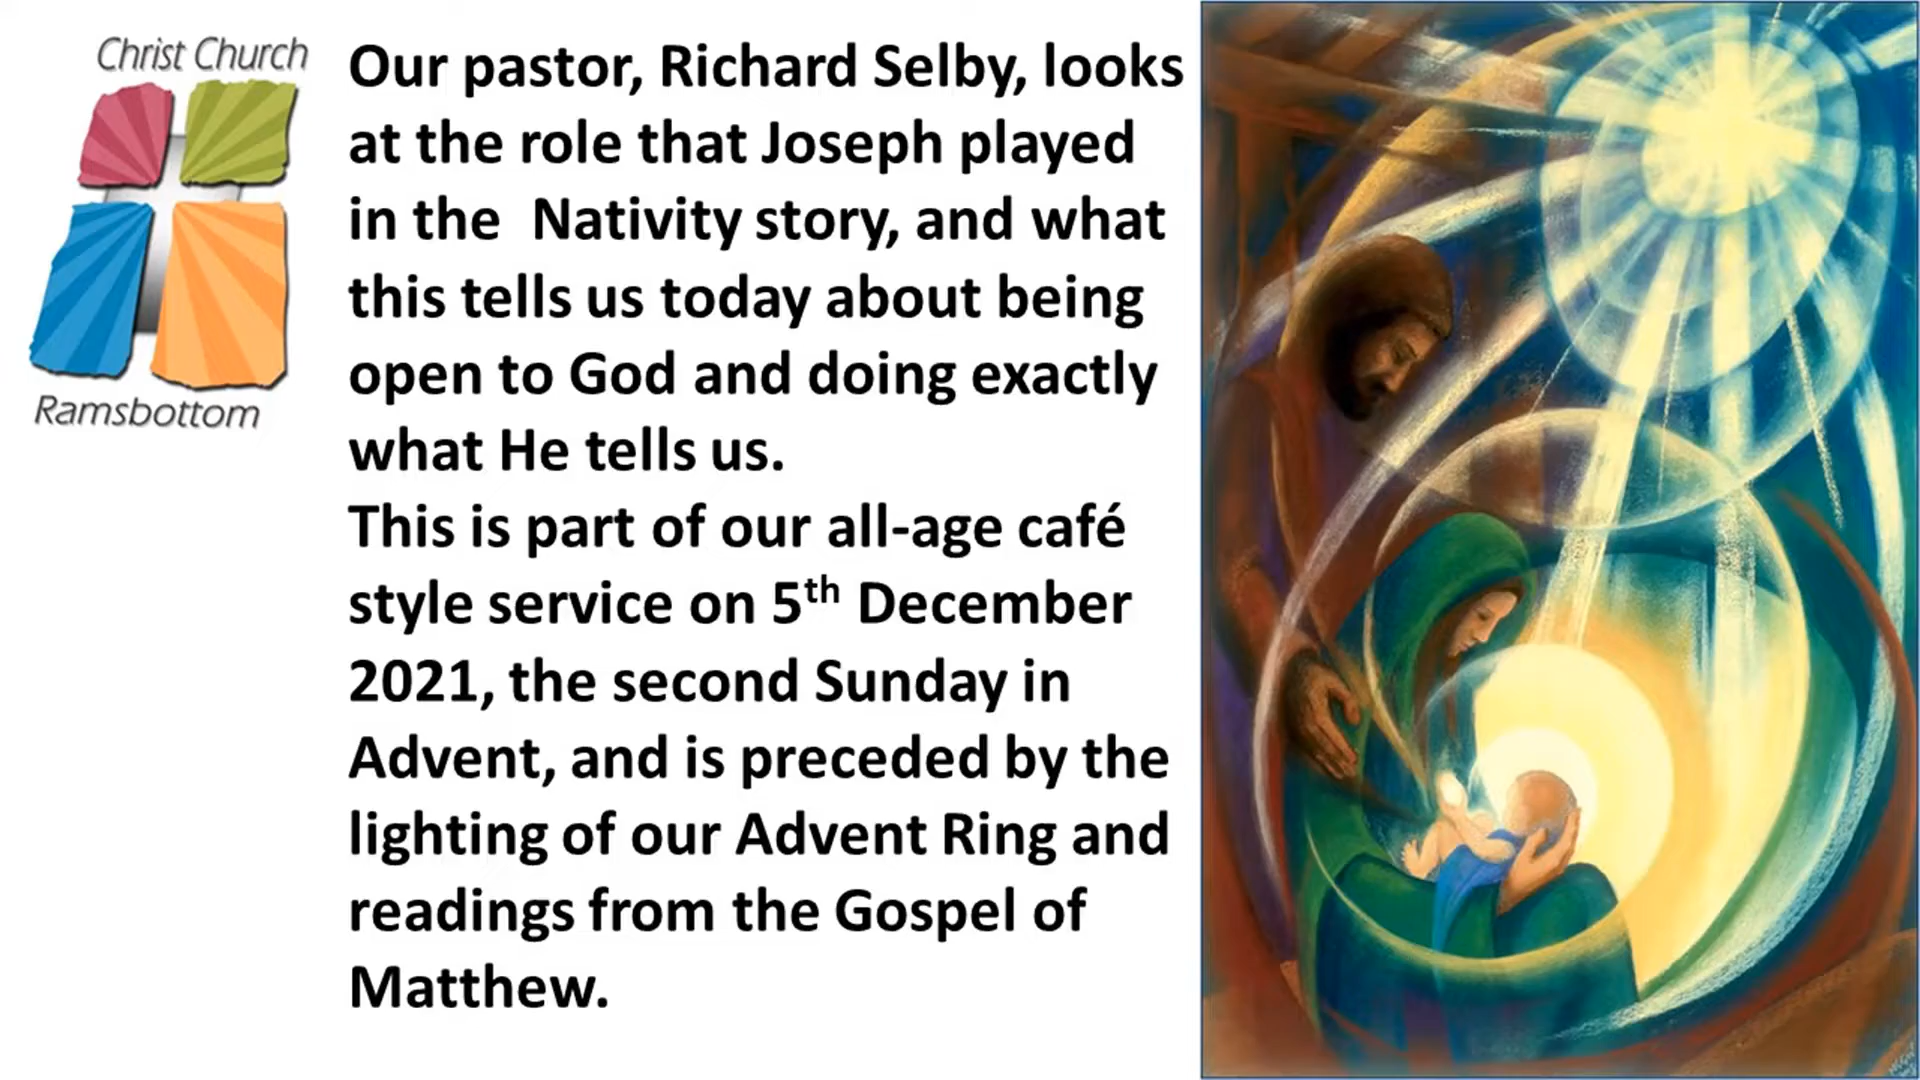 Christ Church
Ramsbottom
Our pastor, Richard Selby, looks
at the role that Joseph played
in the  Nativity story, and what
this tells us today about being
open to God and doing exactly
what He tells us.
This is part of our all-age café
style service on 5th December
2021, the second Sunday in
Advent, and is preceded by the
lighting of our Advent Ring and
readings from the Gospel of
Matthew.